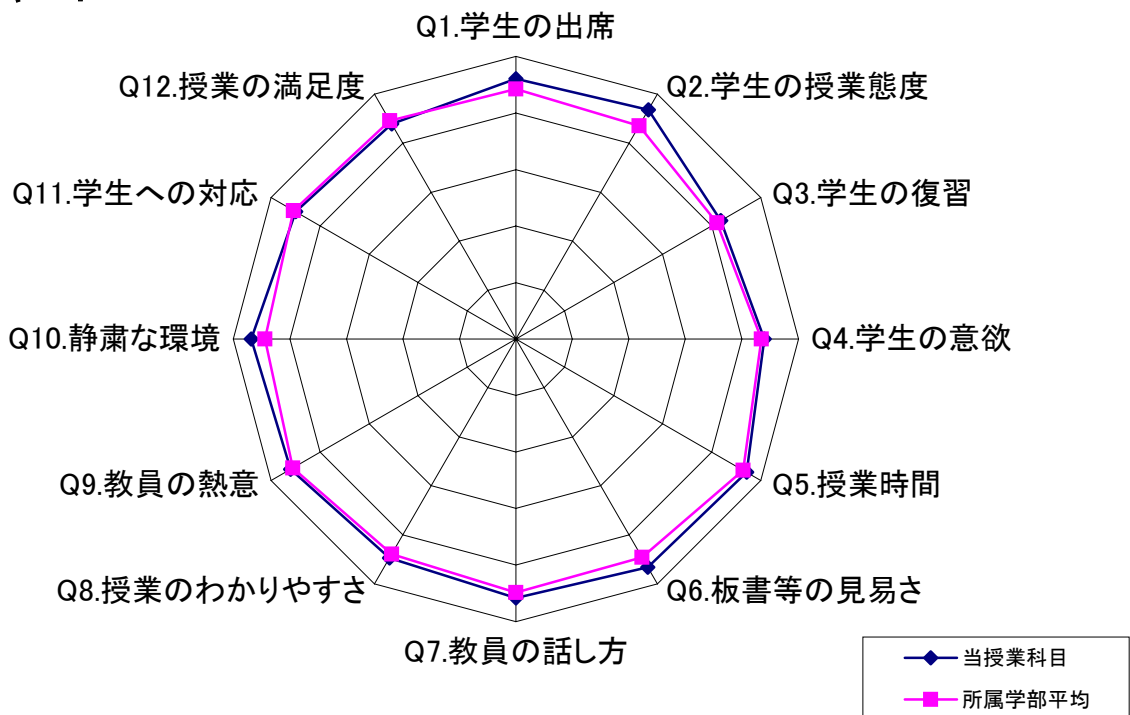 Q1.学生の出席
Q2.学生の授業態度
Q3.学生の復習
Q4.学生の意欲
Q5.授業時間
Q6.板書等の見易さ
Q7.教員の話し方
Q8.授業のわかりやすさ
Q9.教員の熱意
Q10.静粛な環境
Q11.学生への対応
Q12.授業の満足度
当授業科目
所属学部平均